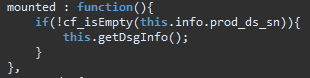 mounted : function(){
    if(!cf_isEmpty(this.info.prod_ds_sn)){
        this.getDsgInfo();
    }
},